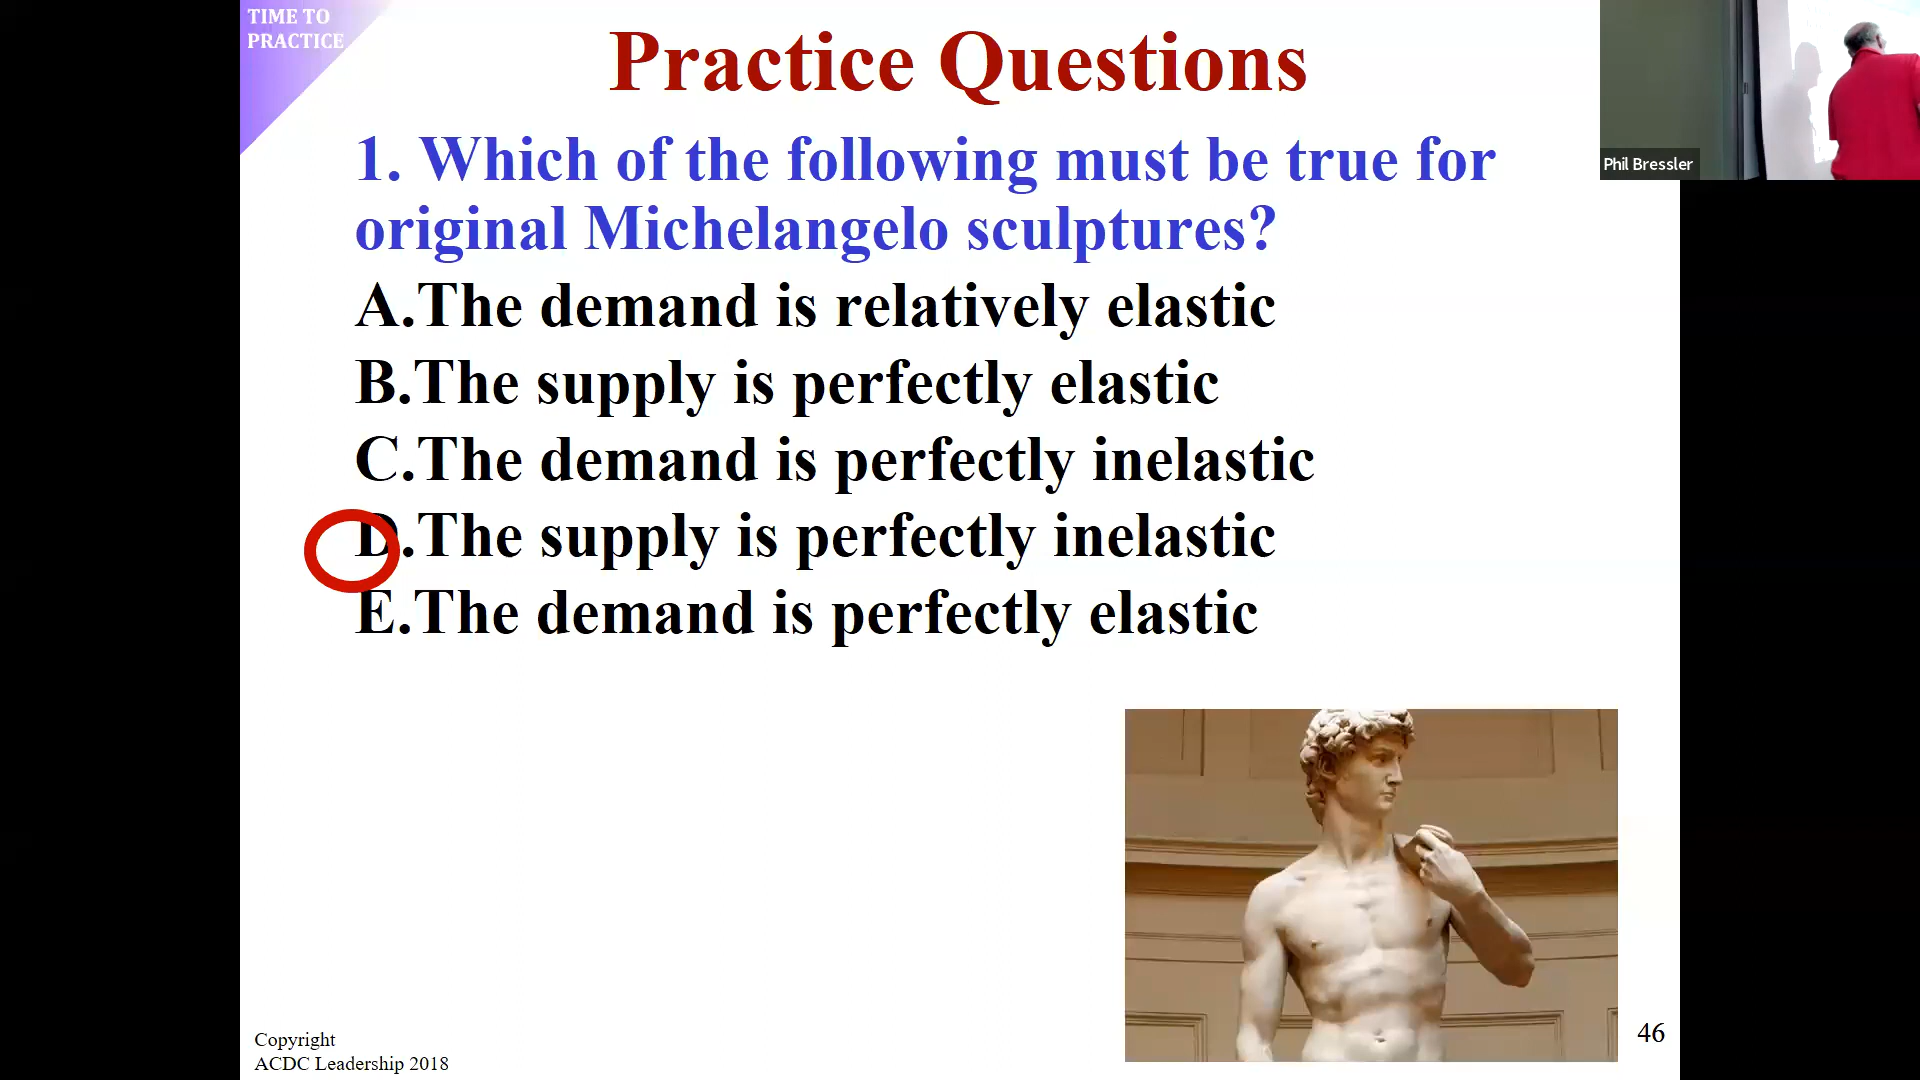 TIME TO
PRACTICE
Practice Questions
Phil Bressler
1. Which of the following must be true for
original Michelangelo sculptures?
A.The demand is relatively elastic
B.The supply is perfectly elastic
C.The demand is perfectly inelastic
D.The supply is perfectly inelastic
E.The demand is perfectly elastic
Copyright
ACDC Leadership 2018
46